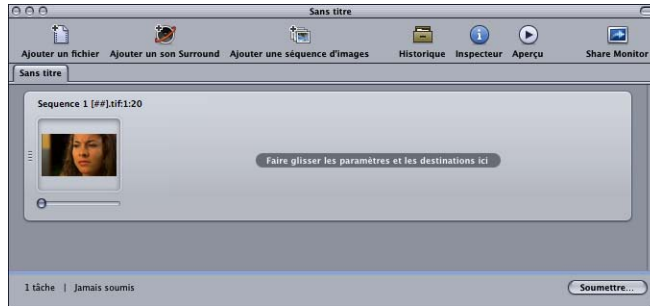 Sans titre
Ajouter un fichier Ajouter un son Surround Ajouter une séquence d'images Historique Inspecteur Aperçu Share Monitor
Sans titre
Sequence 1 [##].tif:1:20
Faire glisser les paramètres et les destinations ici
1 tâche | Jamais soumis
Soumettre...